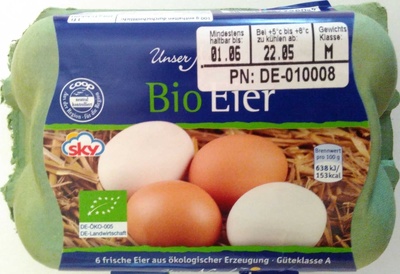 Unser
Mindestens
haltbar bis:
01.06
Bei +5°C bis +8°C
zu kühlen ab:
22.05
Gewichts
Klasse:
M
PN: DE-010008
Bio Eier
coop
sky
Brennwert
pro 100 g
638 kJ/
153 kcal
DE-ÖKO-005
DE-Landwirtschaft
6 frische Eier aus ökologischer Erzeugung · Güteklasse A